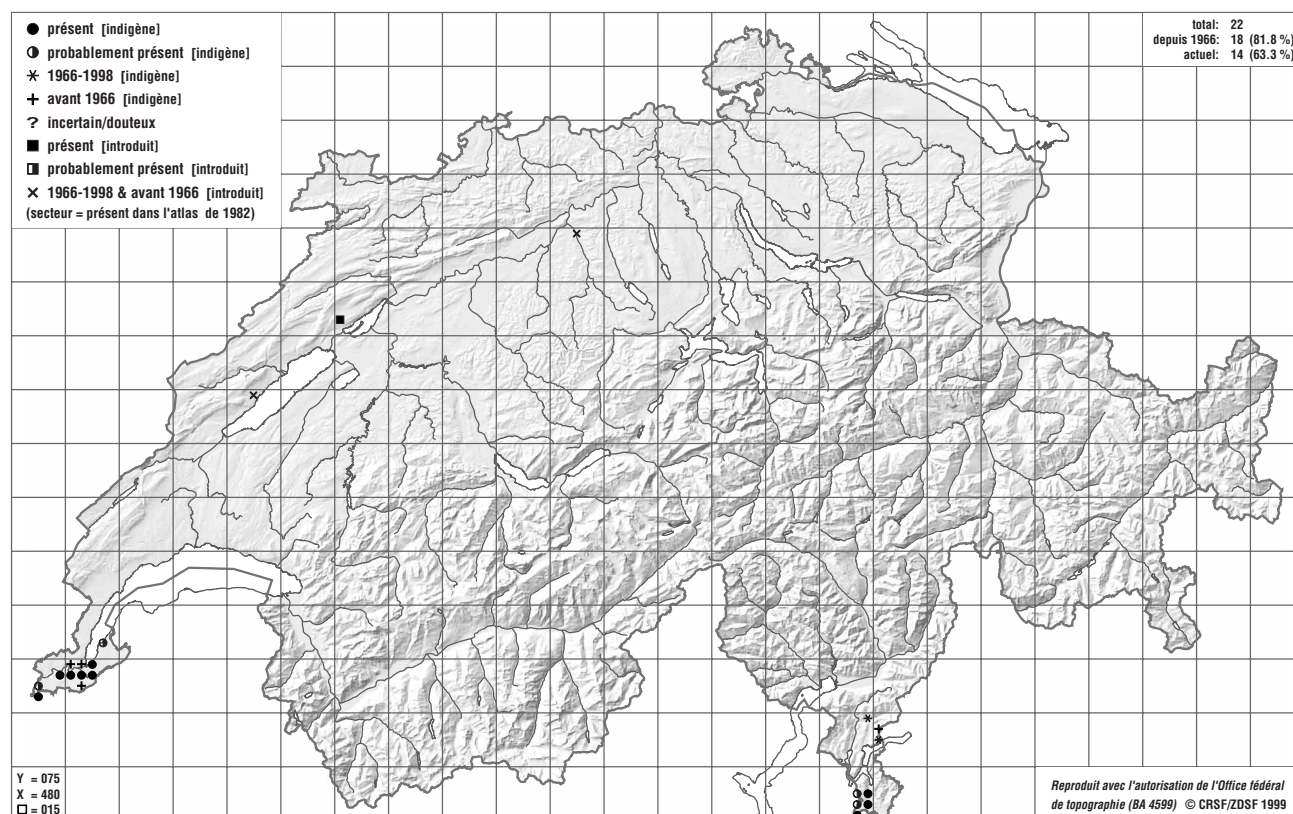 présent [indigène]
probablement présent [indigène]
1966-1998 [indigène]
avant 1966 [indigène]
? incertain/douteux
présent [introduit]
probablement présent [introduit]
1966-1998 & avant 1966 [introduit]
(secteur = présent dans l'atlas de 1982)
total: 22
depuis 1966: 18 (81.8 %)
actuel: 14 (63.3 %)
Y = 075
X = 480
= 015
Reproduit avec l'autorisation de l'Office fédéral
de topographie (BA 4599) © CRSF/ZDSF 1999